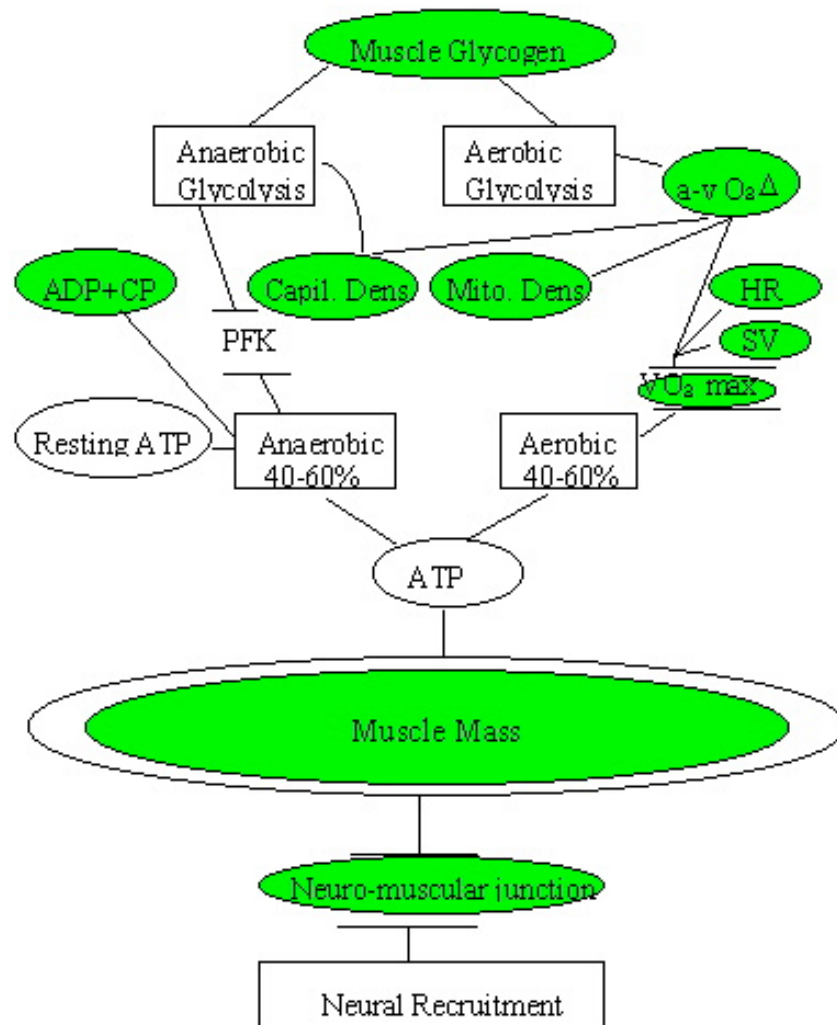 Muscle Glycogen
Anaerobic
Glycolysis
Aerobic
Glycolysis
a-v O₂Δ
ADP+CP
Capil. Dens.
Mito. Dens.
HR
SV
PFK
VO₂ max
Resting ATP
Anaerobic
40-60%
Aerobic
40-60%
ATP
Muscle Mass
Neuro-muscular junction
Neural Recruitment